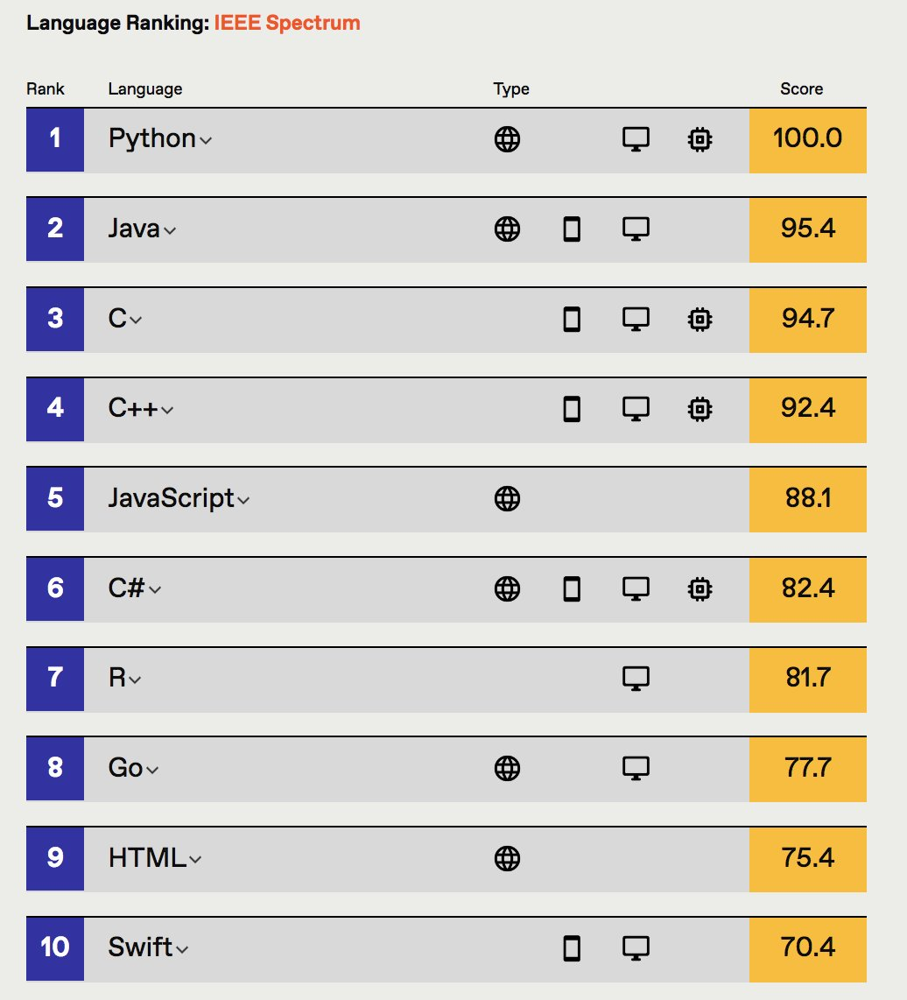 Language Ranking: IEEE Spectrum
Rank Language Type Score
1 Python 100.0
2 Java 95.4
3 C 94.7
4 C++ 92.4
5 JavaScript 88.1
6 C# 82.4
7 R 81.7
8 Go 77.7
9 HTML 75.4
10 Swift 70.4